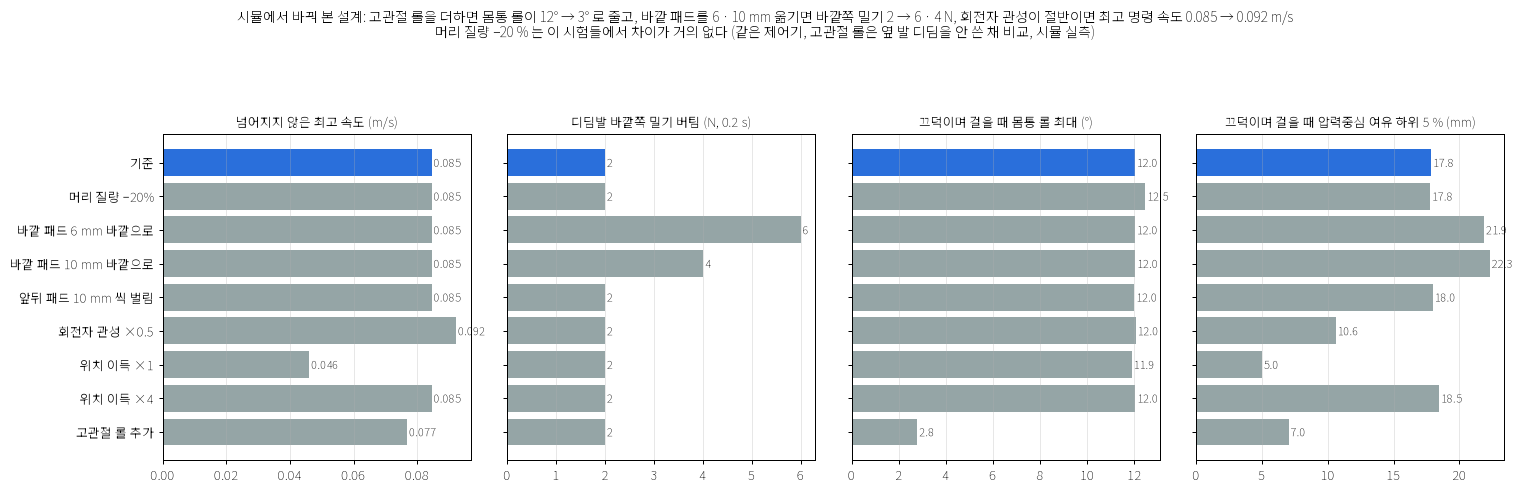 시뮬에서 바꿔 본 설계: 고관절 롤을 더하면 몸통 롤이 12° → 3° 로 줄고, 바깥 패드를 6 · 10 mm 옮기면 바깥쪽 밀기 2 → 6 · 4 N, 회전자 관성이 절반이면 최고 명령 속도 0.085 → 0.092 m/s
머리 질량 −20 % 는 이 시험들에서 차이가 거의 없다 (같은 제어기, 고관절 롤은 옆 발 디딤을 안 쓴 채 비교, 시뮬 실측)
넘어지지 않은 최고 속도 (m/s)
기준
머리 질량 −20%
바깥 패드 6 mm 바깥으로
바깥 패드 10 mm 바깥으로
앞뒤 패드 10 mm 씩 벌림
회전자 관성 ×0.5
위치 이득 ×1
위치 이득 ×4
고관절 롤 추가
0.085
0.085
0.085
0.085
0.085
0.092
0.046
0.085
0.077
0.00 0.02 0.04 0.06 0.08
디딤발 바깥쪽 밀기 버팀 (N, 0.2 s)
2
2
6
4
2
2
2
2
2
0 1 2 3 4 5 6
끄덕이며 걸을 때 몸통 롤 최대 (°)
12.0
12.5
12.0
12.0
12.0
12.0
11.9
12.0
2.8
0 2 4 6 8 10 12
끄덕이며 걸을 때 압력중심 여유 하위 5 % (mm)
17.8
17.8
21.9
22.3
18.0
10.6
5.0
18.5
7.0
0 5 10 15 20